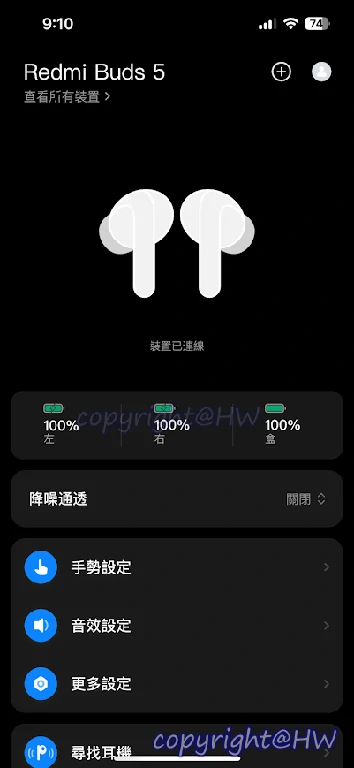 9:10
74
Redmi Buds 5
查看所有裝置 >
裝置已連線
100% 100% 100%
左 右 盒
copyright@HW
降噪通透 關閉
手勢設定
音效設定
更多設定
尋找耳機
copyright@HW